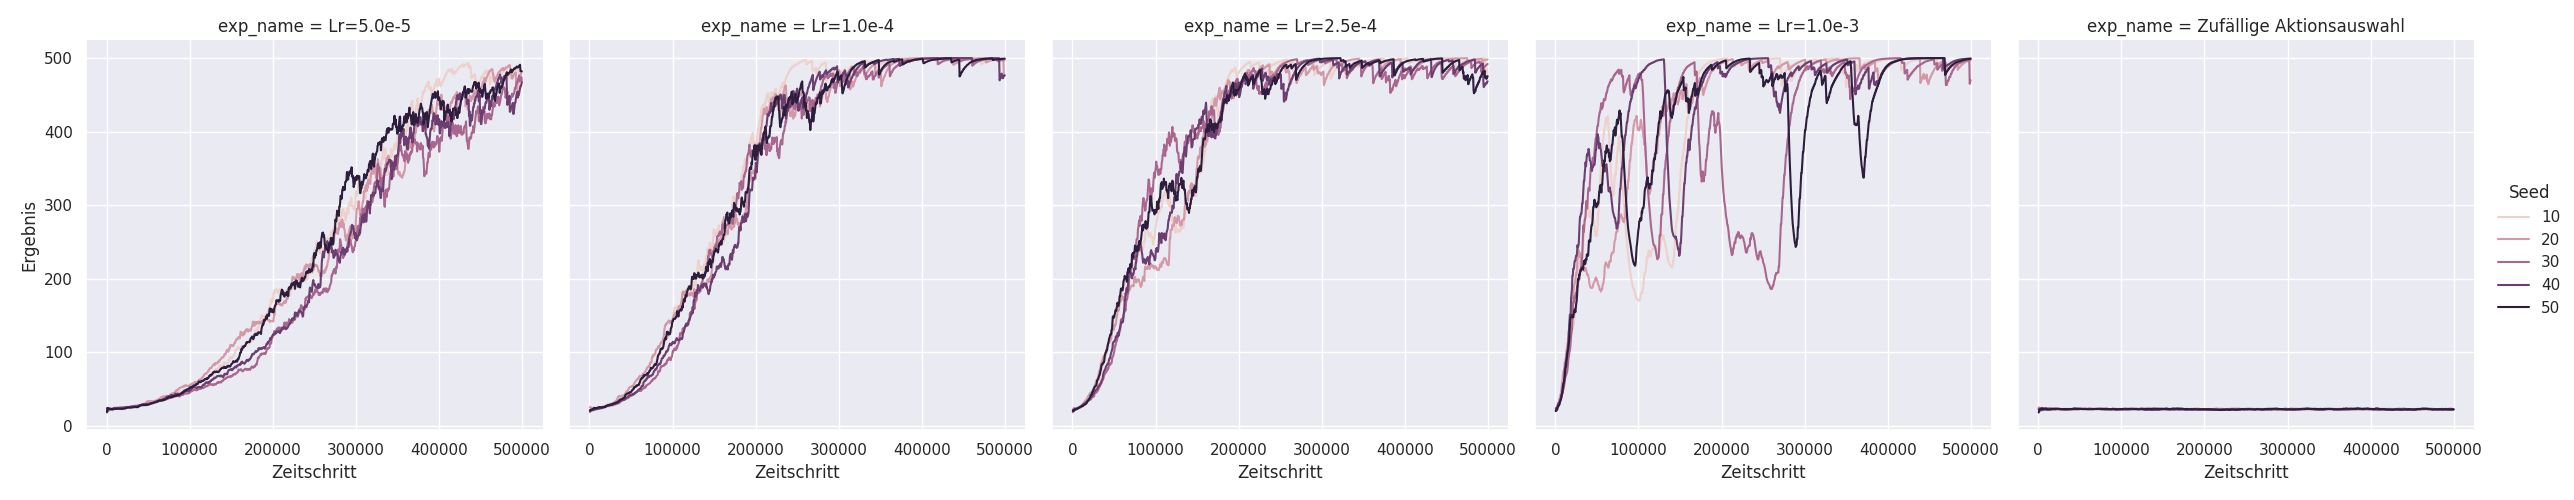 exp_name = Lr=5.0e-5
exp_name = Lr=1.0e-4
exp_name = Lr=2.5e-4
exp_name = Lr=1.0e-3
exp_name = Zufällige Aktionsauswahl
500
400
300
200
100
0
Ergebnis
0 100000 200000 300000 400000 500000
0 100000 200000 300000 400000 500000
0 100000 200000 300000 400000 500000
0 100000 200000 300000 400000 500000
0 100000 200000 300000 400000 500000
Zeitschritt
Zeitschritt
Zeitschritt
Zeitschritt
Zeitschritt
Seed
10
20
30
40
50